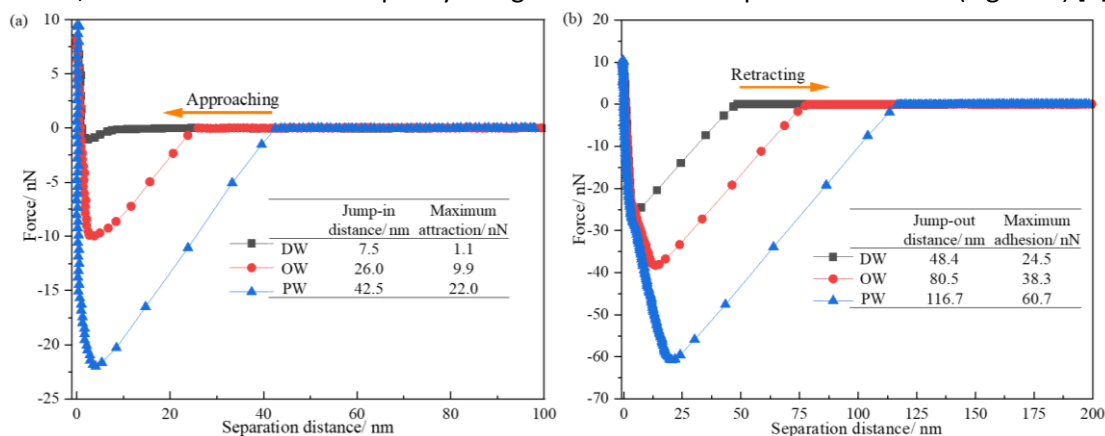 (a)
Approaching
Jump-in distance/ nm Maximum attraction/ nN
DW 7.5 1.1
OW 26.0 9.9
PW 42.5 22.0
10
5
0
-5
-10
-15
-20
-25
Force/ nN
0 20 40 60 80 100
Separation distance/ nm
(b)
Retracting
Jump-out distance/ nm Maximum adhesion/ nN
DW 48.4 24.5
OW 80.5 38.3
PW 116.7 60.7
20
10
0
-10
-20
-30
-40
-50
-60
-70
Force/ nN
0 25 50 75 100 125 150 175 200
Separation distance/ nm